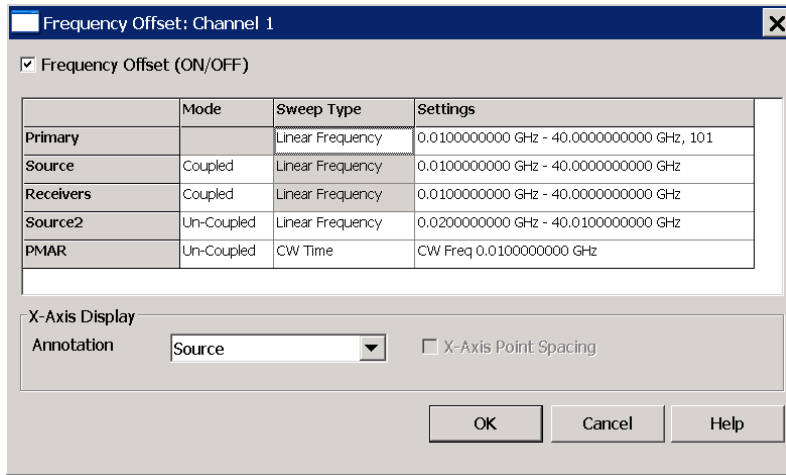 Frequency Offset: Channel 1
Frequency Offset (ON/OFF)
Mode Sweep Type Settings
Primary Linear Frequency 0.0100000000 GHz - 40.0000000000 GHz, 101
Source Coupled Linear Frequency 0.0100000000 GHz - 40.0000000000 GHz
Receivers Coupled Linear Frequency 0.0100000000 GHz - 40.0000000000 GHz
Source2 Un-Coupled Linear Frequency 0.0200000000 GHz - 40.0100000000 GHz
PMAR Un-Coupled CW Time CW Freq 0.0100000000 GHz
X-Axis Display
Annotation Source X-Axis Point Spacing
OK Cancel Help